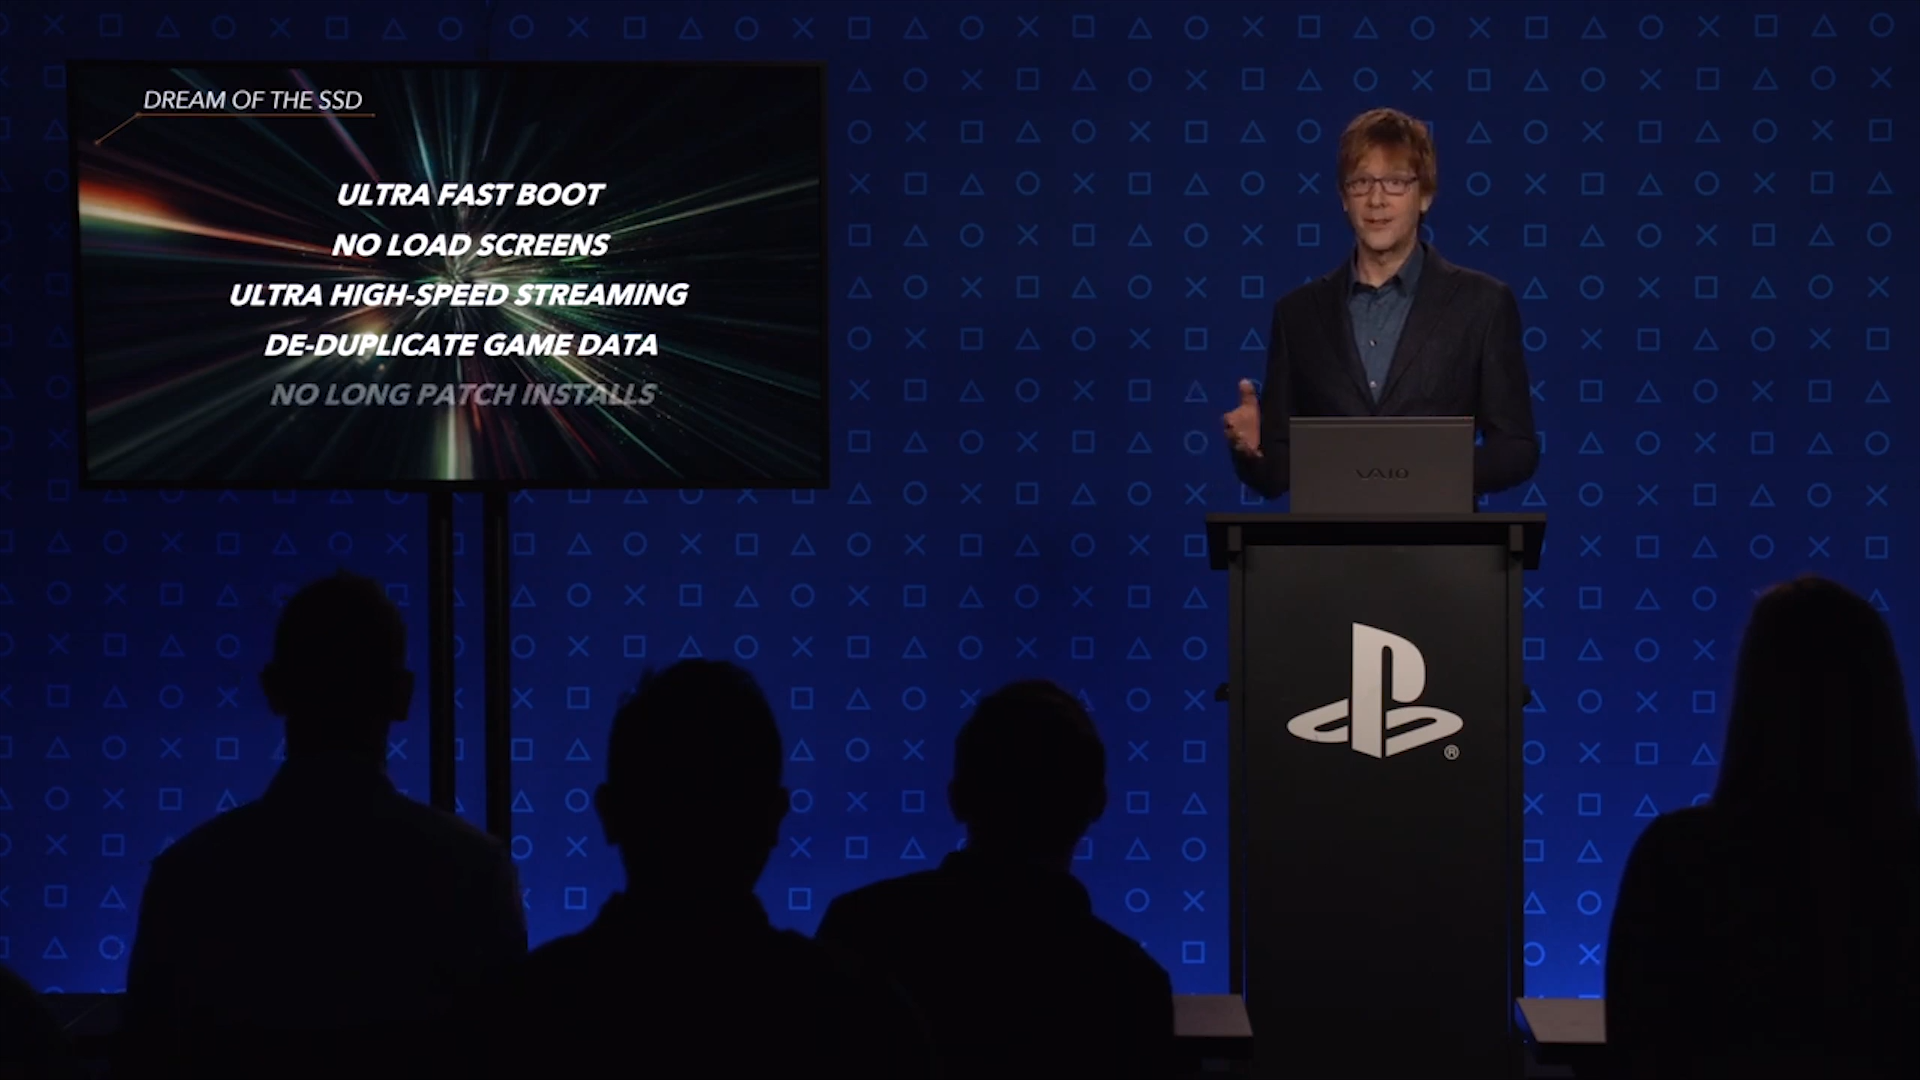 DREAM OF THE SSD
ULTRA FAST BOOT
NO LOAD SCREENS
ULTRA HIGH-SPEED STREAMING
DE-DUPLICATE GAME DATA
NO LONG PATCH INSTALLS
VAIO
®